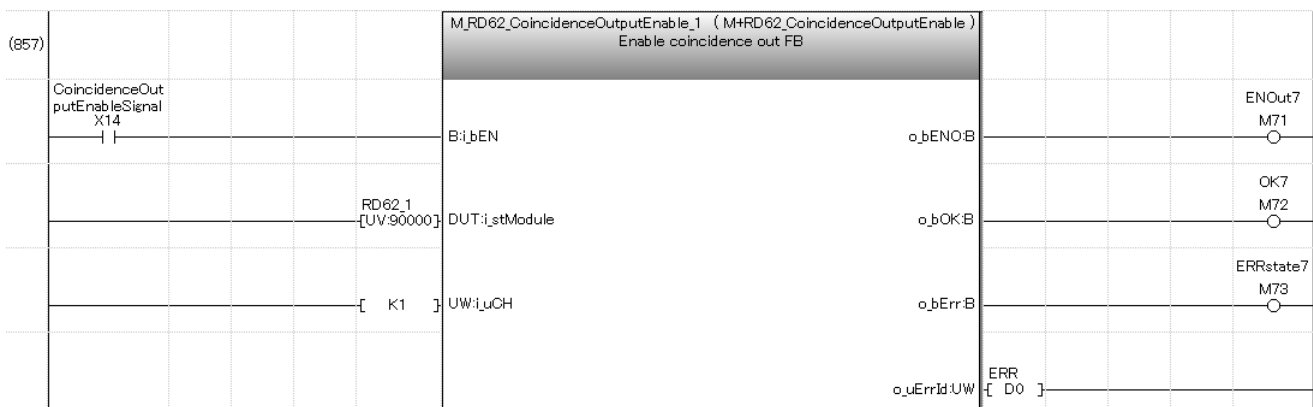 M_RD62_CoincidenceOutputEnable_1 ( M+RD62_CoincidenceOutputEnable )
(857)
Enable coincidence out FB
CoincidenceOut
putEnableSignal
X14
B:i_bEN
o_bENO:B
ENOut7
M71
RD62_1
[UV:90000]
DUT:i_stModule
o_bOK:B
OK7
M72
[ K1 ]
UW:i_uCH
o_bErr:B
ERRstate7
M73
o_uErrId:UW
ERR
[ D0 ]